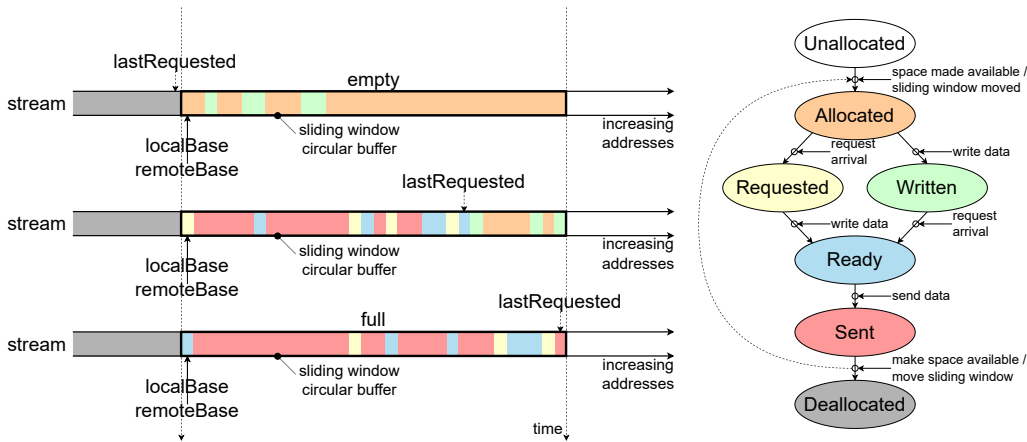 lastRequested
empty
stream
sliding window
circular buffer
increasing
addresses
localBase
remoteBase
lastRequested
stream
sliding window
circular buffer
increasing
addresses
localBase
remoteBase
lastRequested
full
stream
sliding window
circular buffer
increasing
addresses
localBase
remoteBase
time
Unallocated
space made available /
sliding window moved
Allocated
request
arrival
write data
Requested
Written
write data
request
arrival
Ready
send data
Sent
make space available /
move sliding window
Deallocated